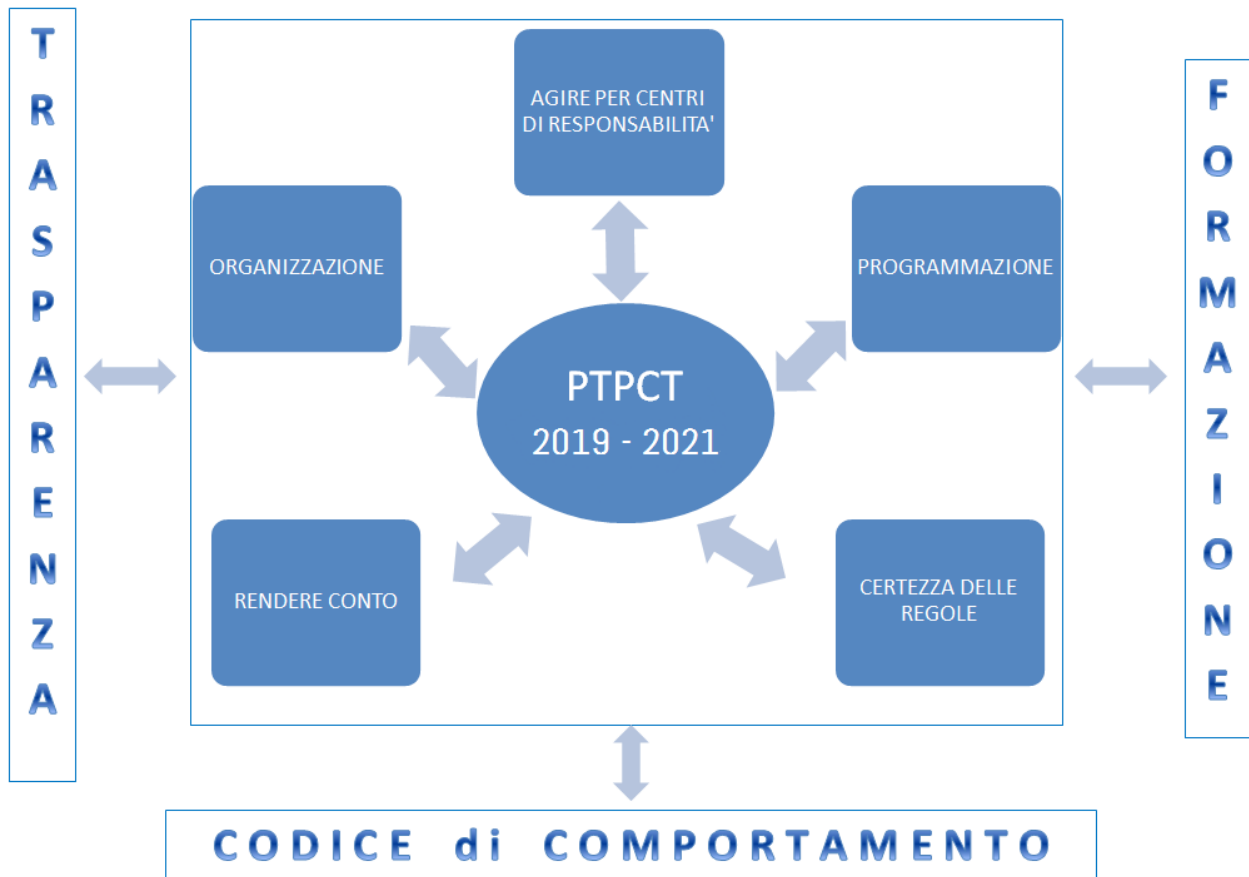 TRASPARENZA
AGIRE PER CENTRI
DI RESPONSABILITA'
ORGANIZZAZIONE
PROGRAMMAZIONE
PTPCT
2019 - 2021
RENDERE CONTO
CERTEZZA DELLE
REGOLE
FORMAZIONE
CODICE di COMPORTAMENTO